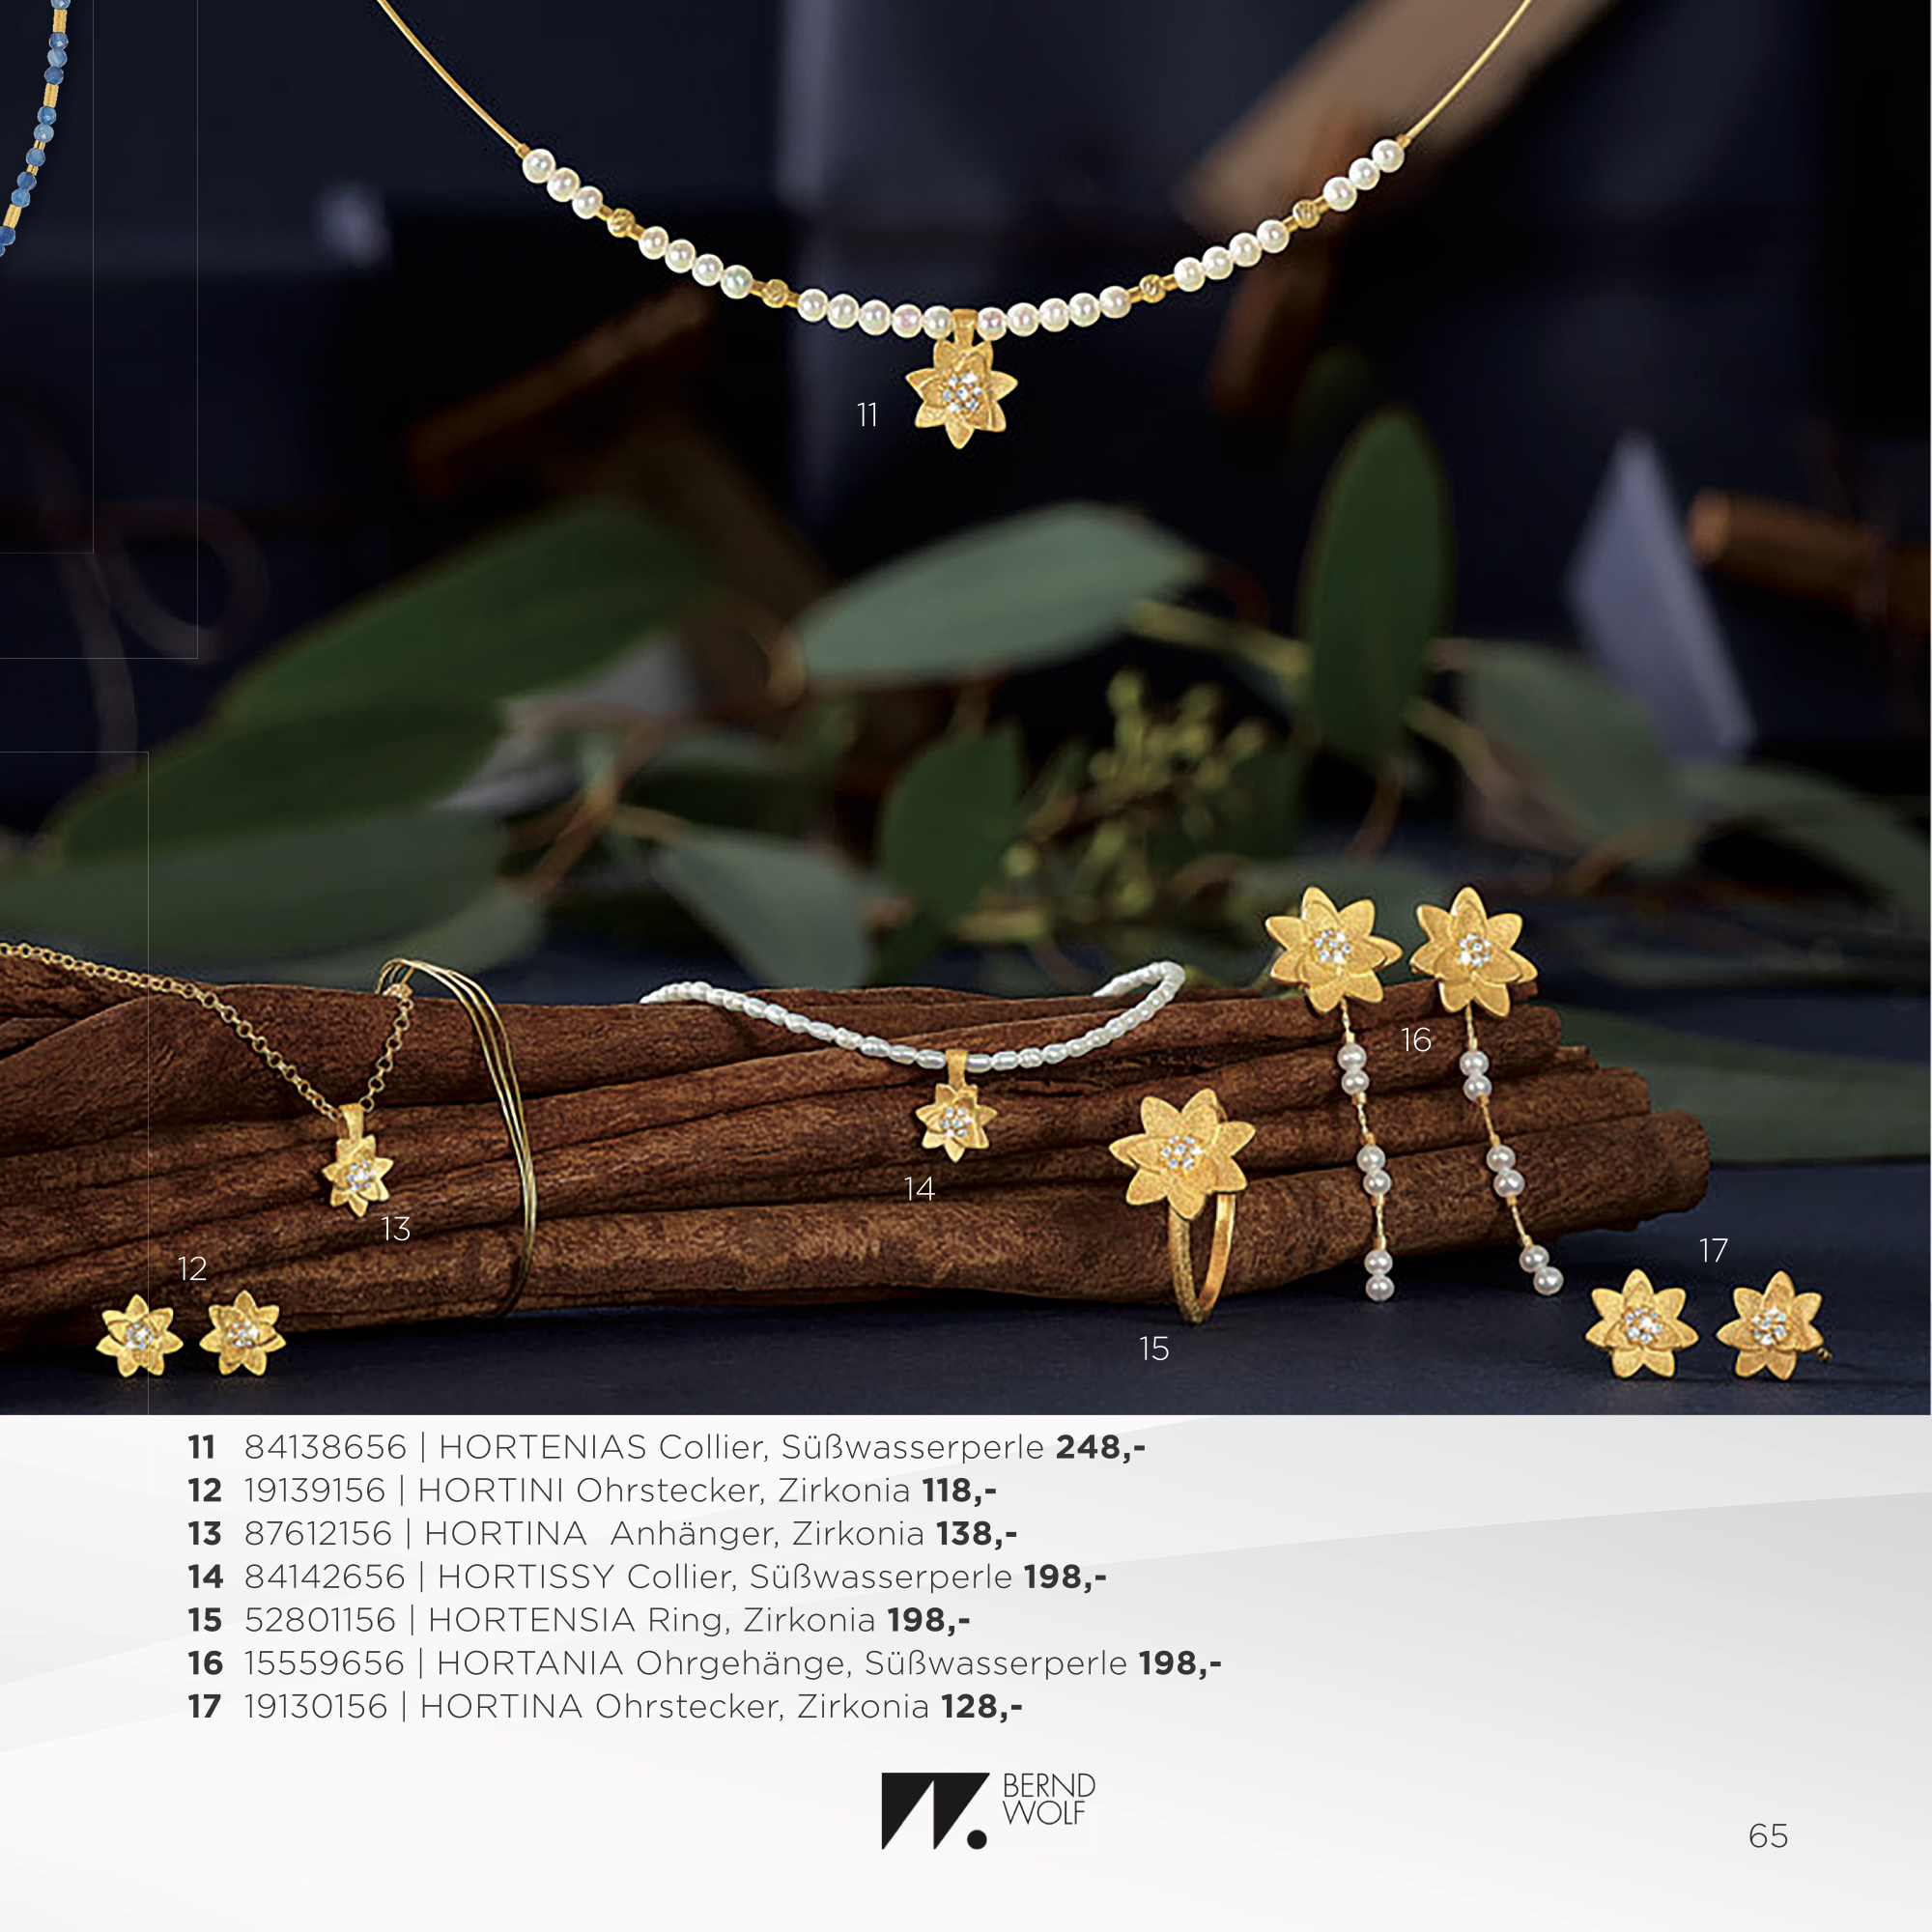 11
16
14
13
17
12
15
11 84138656 | HORTENIAS Collier, Süßwasserperle 248,-
12 19139156 | HORTINI Ohrstecker, Zirkonia 118,-
13 87612156 | HORTINA  Anhänger, Zirkonia 138,-
14 84142656 | HORTISSY Collier, Süßwasserperle 198,-
15 52801156 | HORTENSIA Ring, Zirkonia 198,-
16 15559656 | HORTANIA Ohrgehänge, Süßwasserperle 198,-
17 19130156 | HORTINA Ohrstecker, Zirkonia 128,-
BERND
WOLF
65